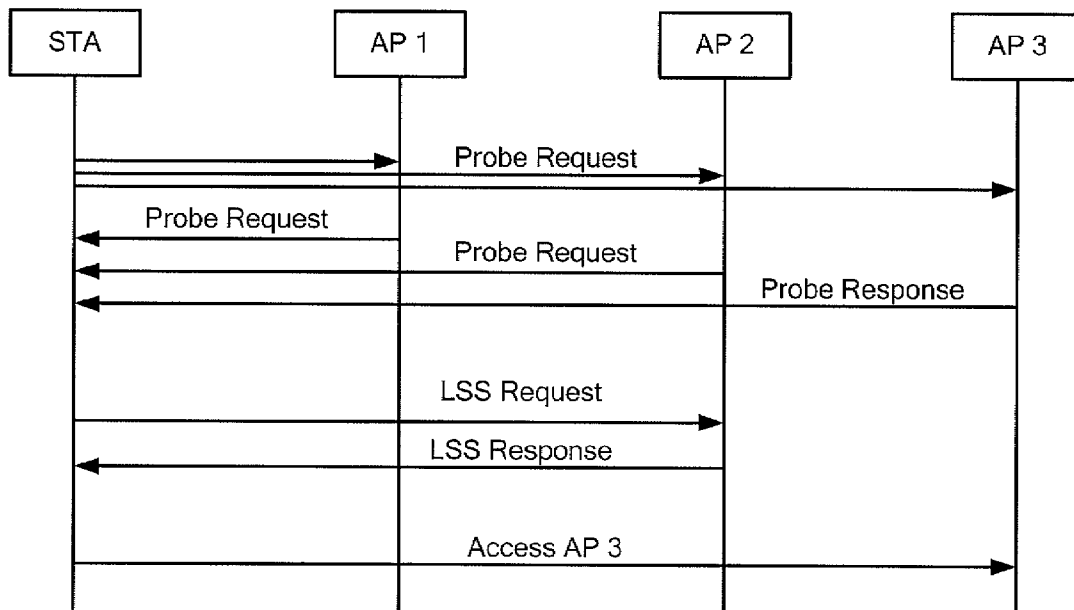 STA
AP 1
AP 2
AP 3
Probe Request
Probe Request
Probe Request
Probe Response
LSS Request
LSS Response
Access AP 3